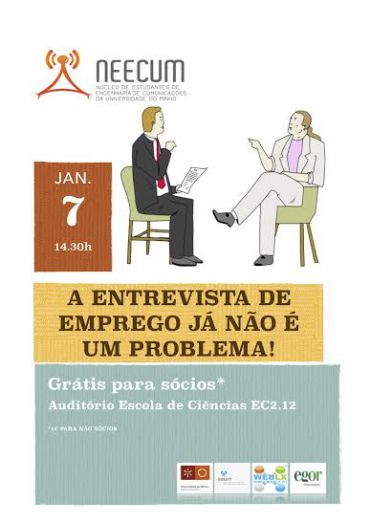 NEECUM
NÚCLEO DE ESTUDANTES DE
ENGENHARIA DE COMUNICAÇÕES
DA UNIVERSIDADE DO MINHO
JAN.
7
14.30h
A ENTREVISTA DE
EMPREGO JÁ NÃO É
UM PROBLEMA!
Grátis para sócios*
Auditório Escola de Ciências EC2.12
PARA NÃO SÓCIOS
WEBLX
egor